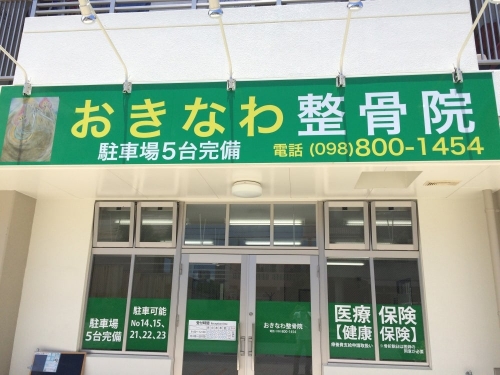 おきなわ整骨院
駐車場5台完備
電話 (098)800-1454
駐車場
5台完備
駐車可能
No14,15、
21,22,23
おきなわ整骨院
医療 保険
【健康 保険】